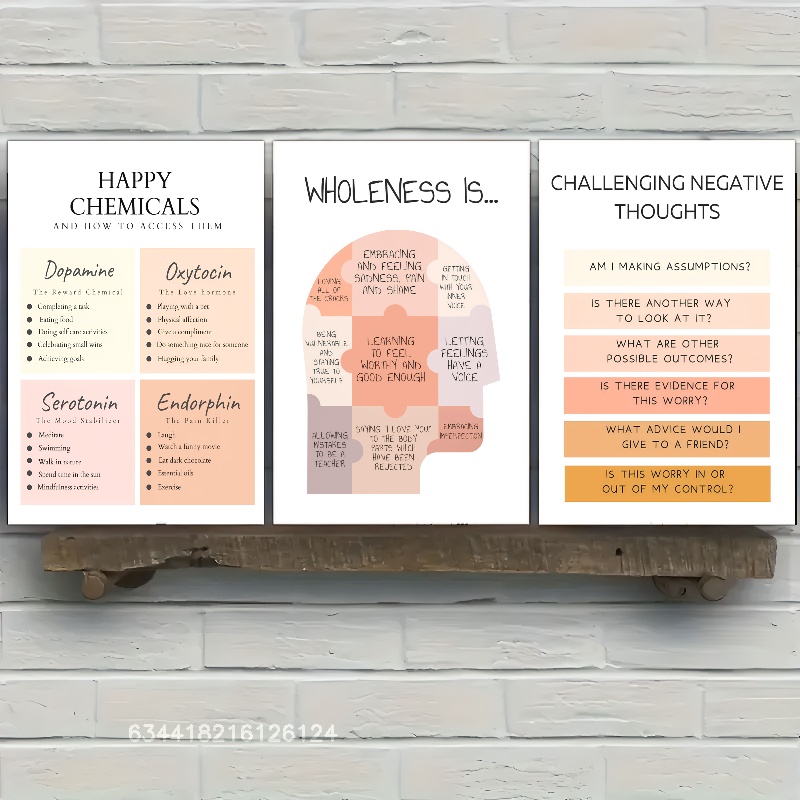 HAPPY
CHEMICALS
AND HOW TO ACCESS THEM
Dopamine
The Reward Chemical
Completing a task
Eating food
Doing self care activities
Celebrating small wins
Achieving goals
Oxytocin
The Love hormone
Playing with a pet
Physical affection
Give a compliment
Do something nice for someone
Hugging your family
Serotonin
The Mood Stabilizer
Meditate
Swimming
Walk in nature
Spend time in the sun
Mindfulness activities
Endorphin
The Pain Killer
Laugh
Watch a funny movie
Eat dark chocolate
Essential oils
Exercise
WHOLENESS IS...
LOVING
ALL OF
THE CRACKS
EMBRACING
AND FEELING
SADNESS, PAIN
AND SHAME
GETTING
IN TOUCH
WITH YOUR
INNER
VOICE
BEING
VULNERABLE
AND
STAYING
TRUE TO
YOURSELF
LEARNING
TO FEEL
WORTHY AND
GOOD ENOUGH
LETTING
FEELINGS
HAVE A
VOICE
ALLOWING
MISTAKES
TO BE A
TEACHER
SAYING "I LOVE YOU"
TO THE BODY
PARTS WHICH
HAVE BEEN
REJECTED
EMBRACING
IMPERFECTION
CHALLENGING NEGATIVE
THOUGHTS
AM I MAKING ASSUMPTIONS?
IS THERE ANOTHER WAY
TO LOOK AT IT?
WHAT ARE OTHER
POSSIBLE OUTCOMES?
IS THERE EVIDENCE FOR
THIS WORRY?
WHAT ADVICE WOULD I
GIVE TO A FRIEND?
IS THIS WORRY IN OR
OUT OF MY CONTROL?
634418216126124